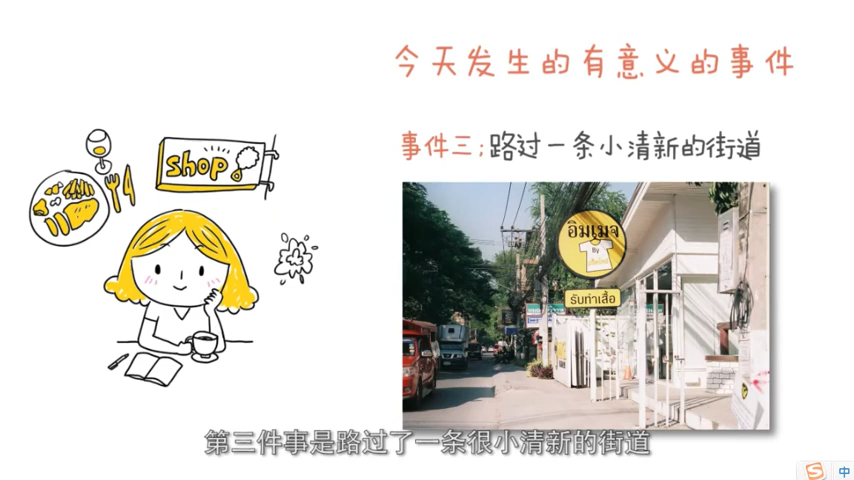 今天发生的有意义的事件
shop
事件三:路过一条小清新的街道
อิมเมจ
By
รับทำเสื้อ
第三件事是路过了一条很小清新的街道
中